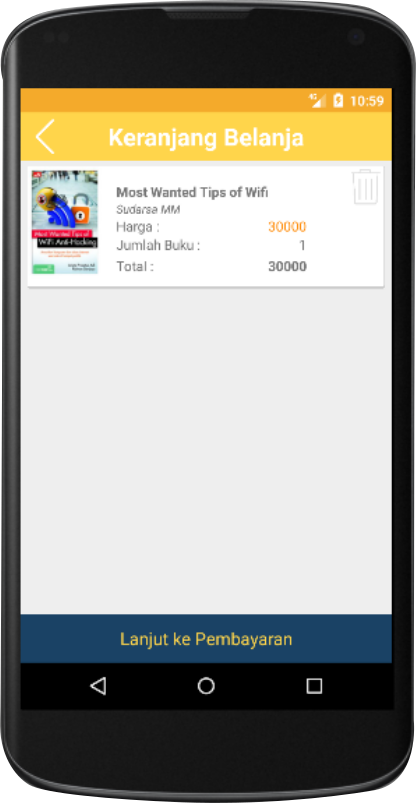 4G 10:59
Keranjang Belanja
Most Wanted Tips of Wifi
Sudarsa MM
Harga : 30000
Jumlah Buku : 1
Total : 30000
Most Wanted Tips of
WiFi Anti-Hacking
Lanjut ke Pembayaran